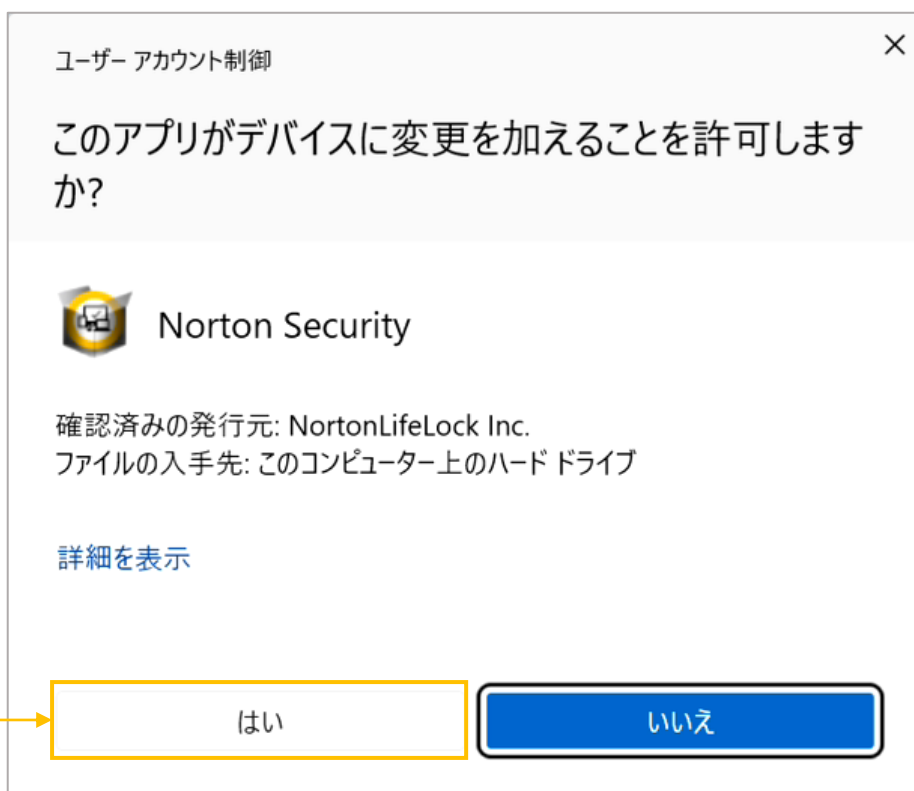 ユーザー アカウント制御
このアプリがデバイスに変更を加えることを許可します
か?
Norton Security
確認済みの発行元: NortonLifeLock Inc.
ファイルの入手先: このコンピューター上のハード ドライブ
詳細を表示
はい
いいえ